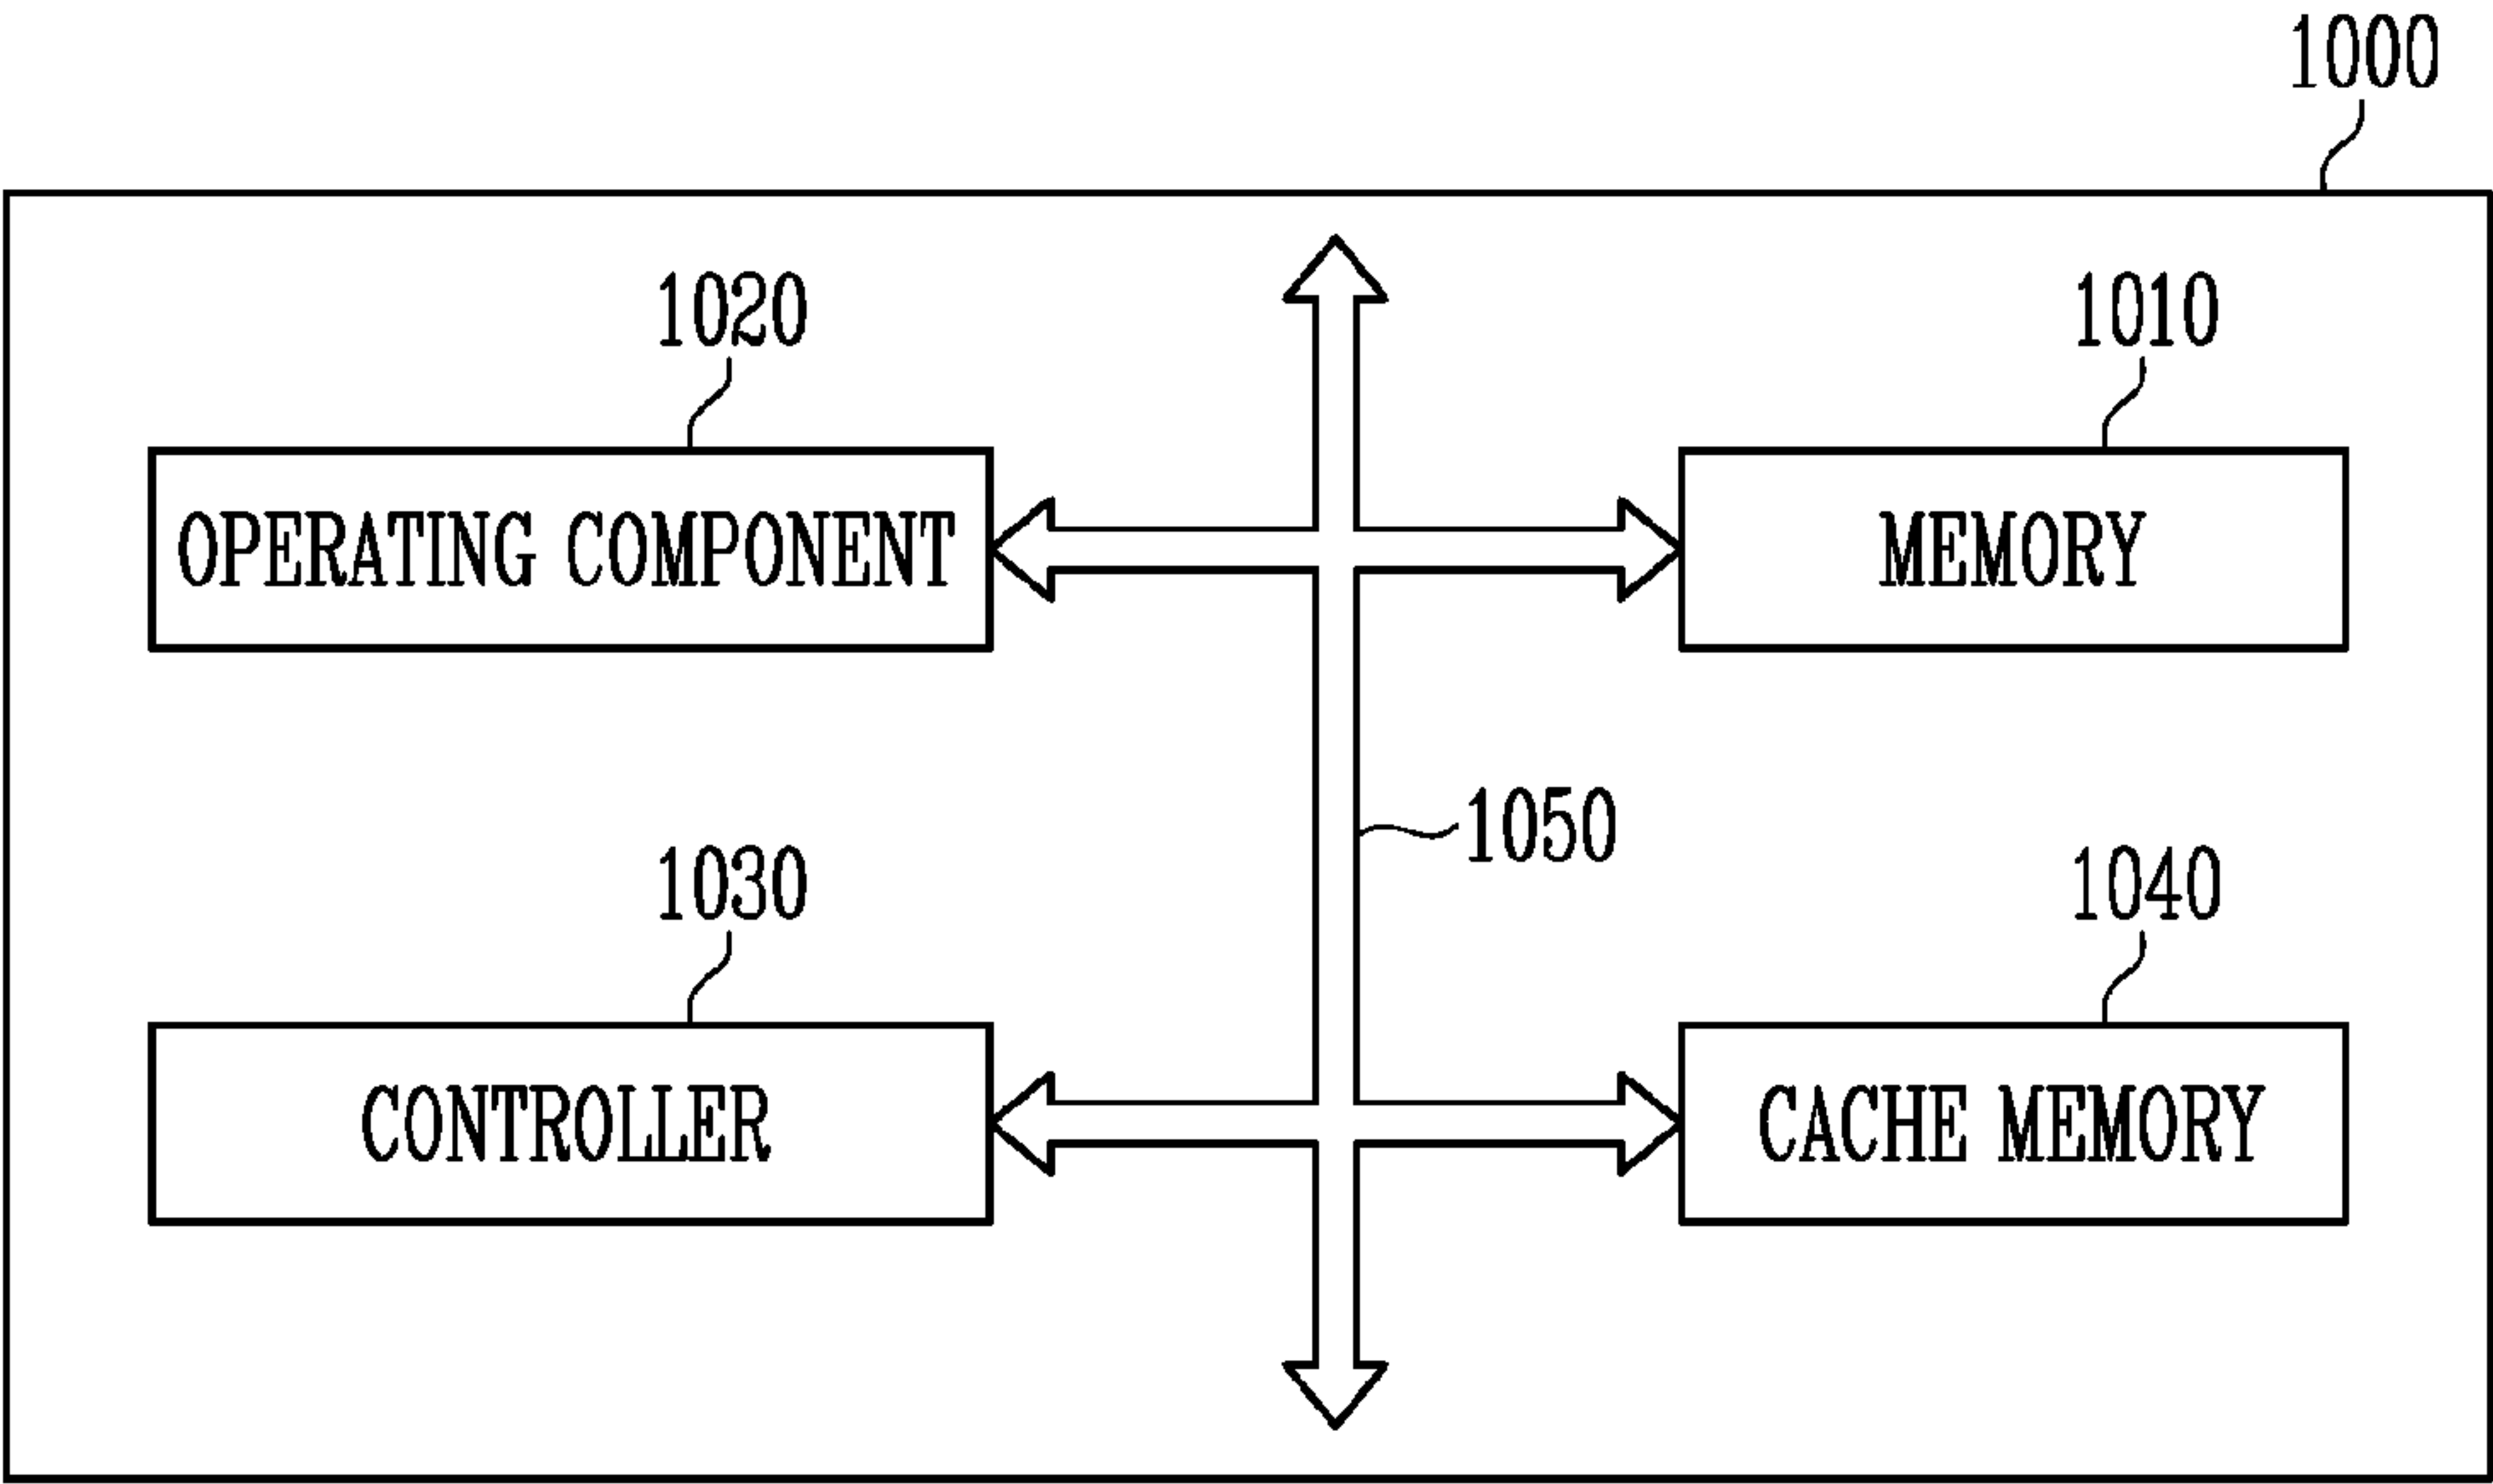 1000
1020
1010
OPERATING COMPONENT
MEMORY
1050
1030
1040
CONTROLLER
CACHE MEMORY